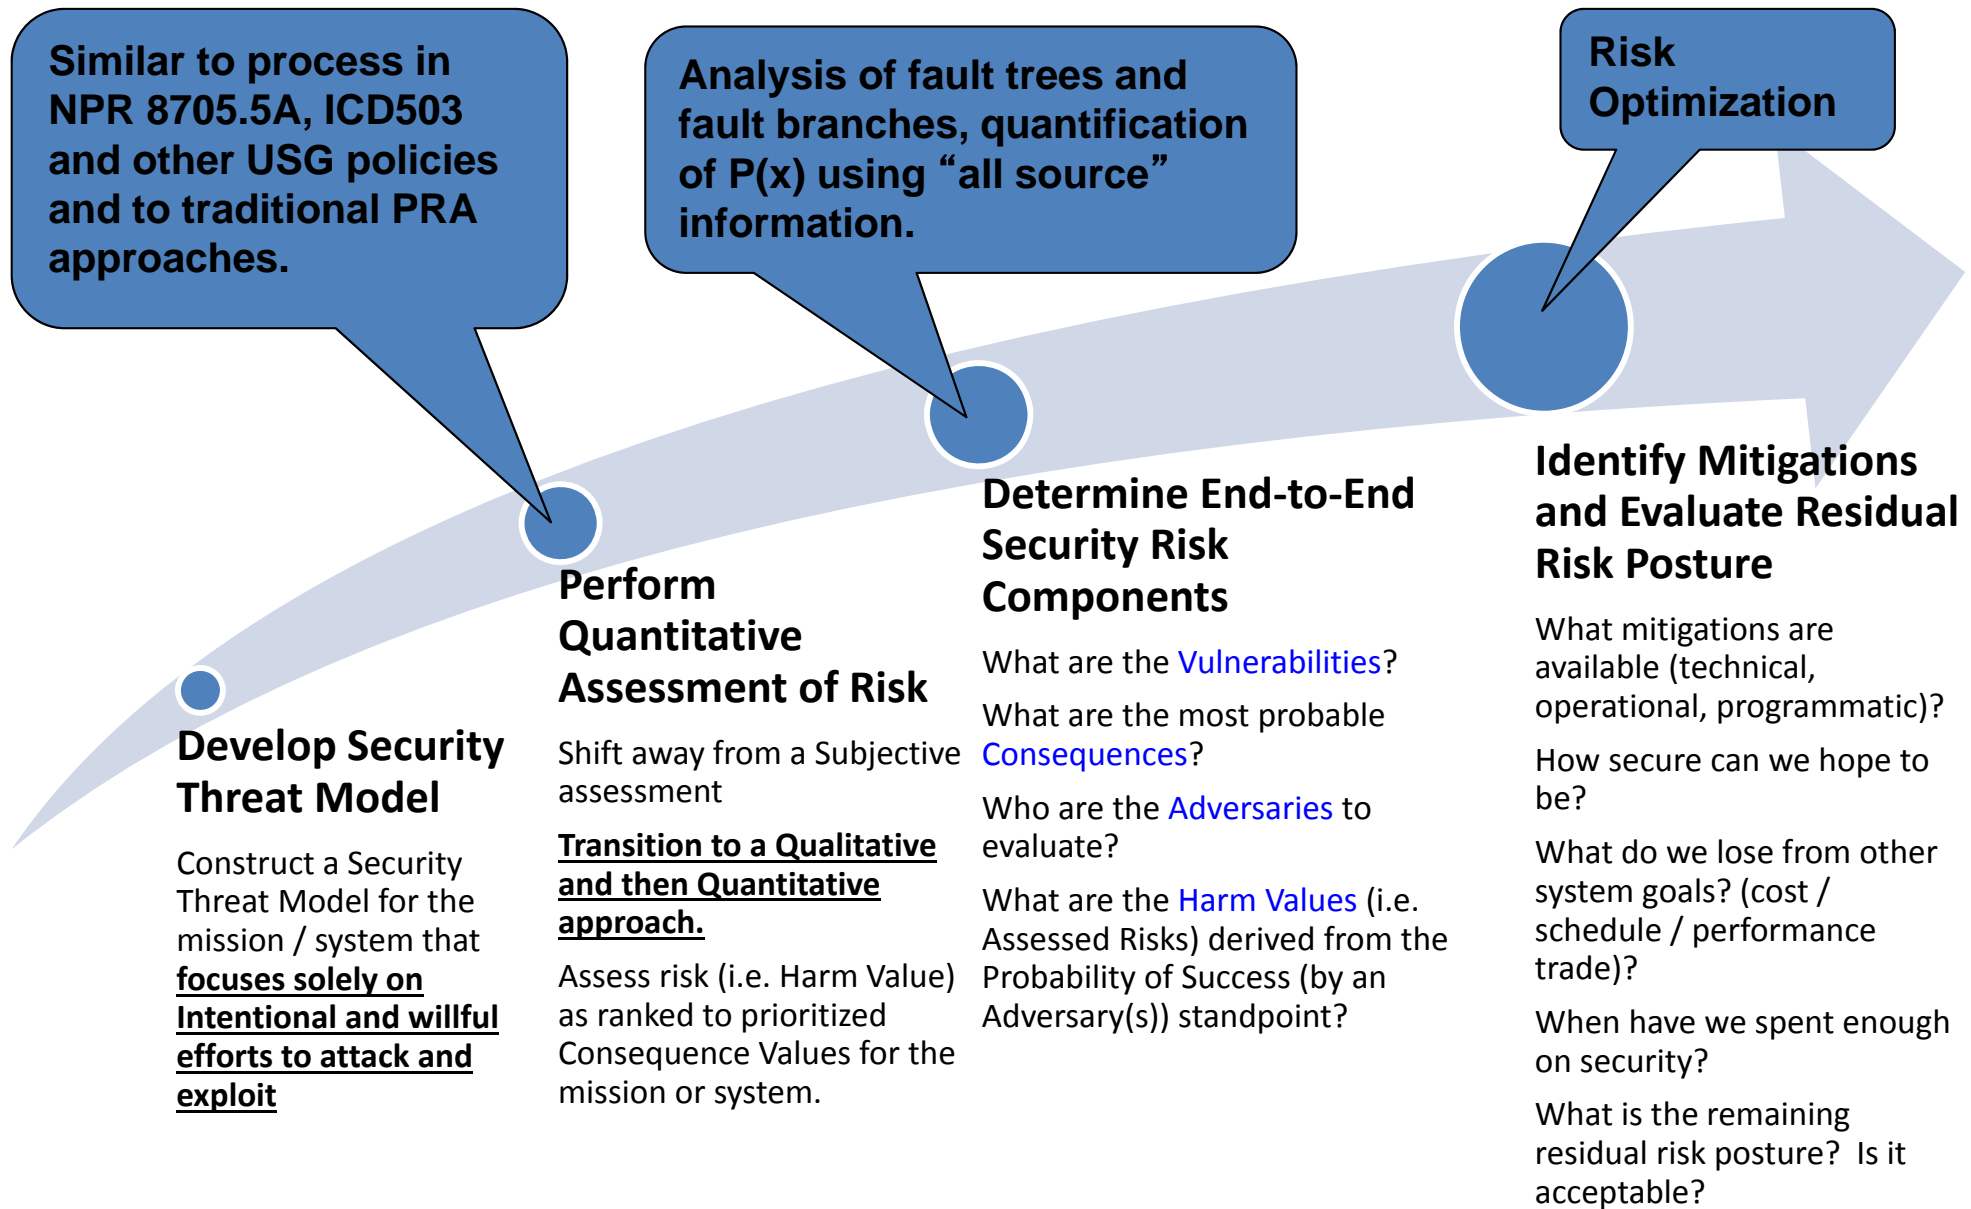 Similar to process in
NPR 8705.5A, ICD503
and other USG policies
and to traditional PRA
approaches.
Analysis of fault trees and
fault branches, quantification
of P(x) using “all source”
information.
Risk
Optimization
Develop Security
Threat Model
Construct a Security
Threat Model for the
mission / system that
focuses solely on
Intentional and willful
efforts to attack and
exploit
Perform
Quantitative
Assessment of Risk
Shift away from a Subjective
assessment
Transition to a Qualitative
and then Quantitative
approach.
Assess risk (i.e. Harm Value)
as ranked to prioritized
Consequence Values for the
mission or system.
Determine End-to-End
Security Risk
Components
What are the Vulnerabilities?
What are the most probable
Consequences?
Who are the Adversaries to
evaluate?
What are the Harm Values (i.e.
Assessed Risks) derived from the
Probability of Success (by an
Adversary(s)) standpoint?
Identify Mitigations
and Evaluate Residual
Risk Posture
What mitigations are
available (technical,
operational, programmatic)?
How secure can we hope to
be?
What do we lose from other
system goals? (cost /
schedule / performance
trade)?
When have we spent enough
on security?
What is the remaining
residual risk posture?  Is it
acceptable?